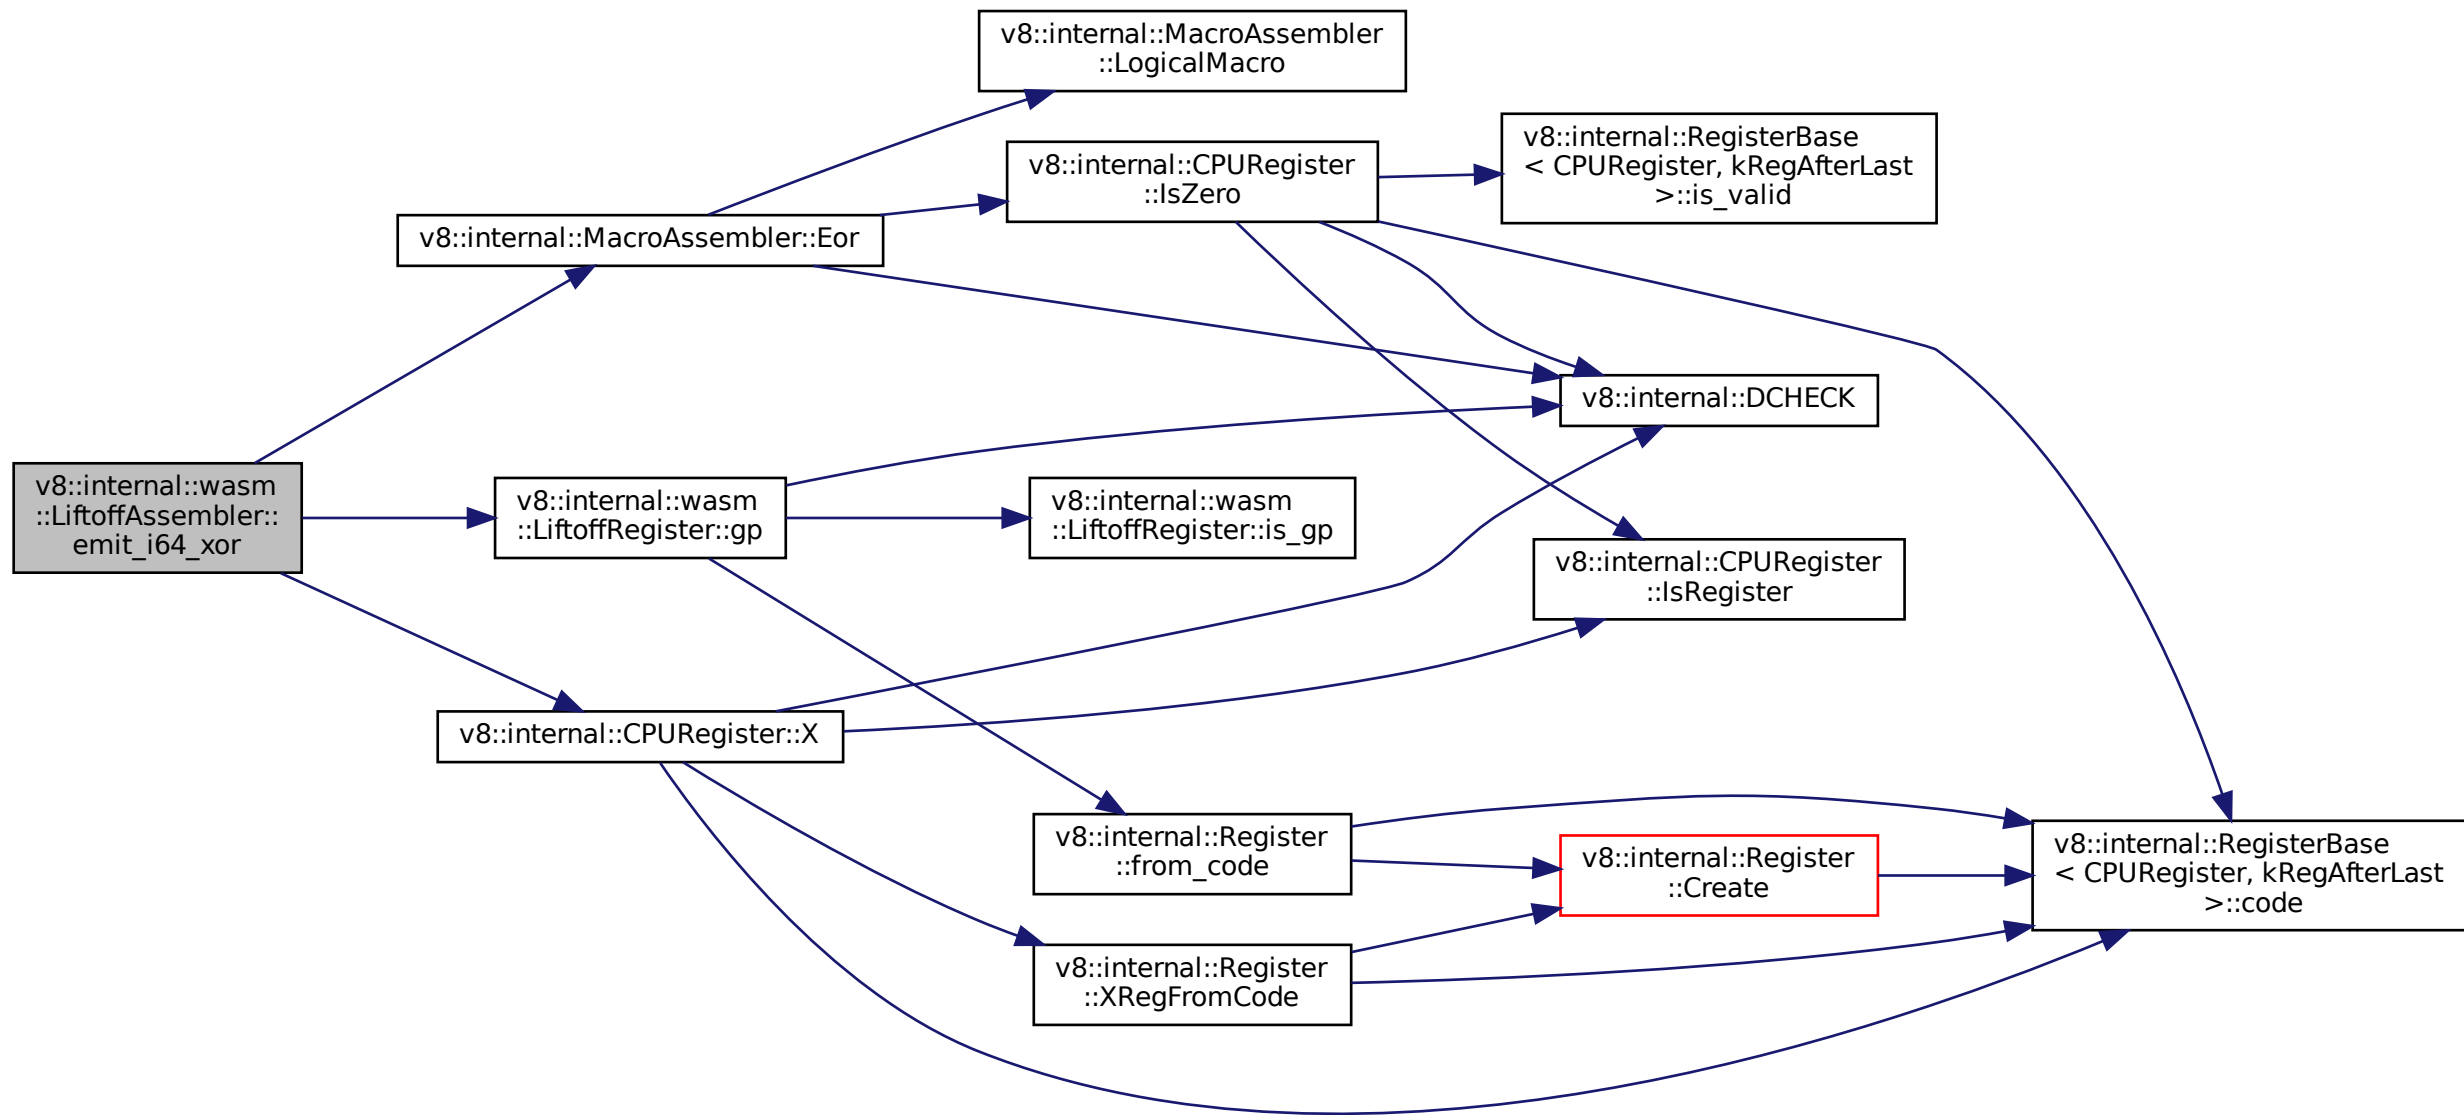 v8::internal::MacroAssembler
::LogicalMacro
v8::internal::RegisterBase
< CPURegister, kRegAfterLast
>::is_valid
v8::internal::CPURegister
::IsZero
v8::internal::MacroAssembler::Eor
v8::internal::DCHECK
v8::internal::wasm
::LiftoffAssembler::
emit_i64_xor
v8::internal::wasm
::LiftoffRegister::gp
v8::internal::wasm
::LiftoffRegister::is_gp
v8::internal::CPURegister
::IsRegister
v8::internal::CPURegister::X
v8::internal::Register
::from_code
v8::internal::Register
::Create
v8::internal::RegisterBase
< CPURegister, kRegAfterLast
>::code
v8::internal::Register
::XRegFromCode